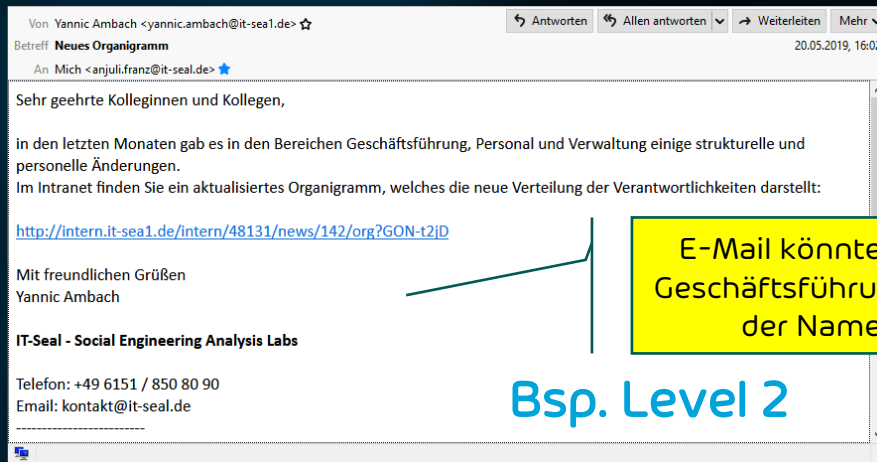 Von Yannic Ambach <yannic.ambach@it-sea1.de>
Antworten Allen antworten Weiterleiten Mehr
Betreff Neues Organigramm
20.05.2019, 16:02
An Mich <anjuli.franz@it-seal.de>
Sehr geehrte Kolleginnen und Kollegen,
in den letzten Monaten gab es in den Bereichen Geschäftsführung, Personal und Verwaltung einige strukturelle und
personelle Änderungen.
Im Intranet finden Sie ein aktualisiertes Organigramm, welches die neue Verteilung der Verantwortlichkeiten darstellt:
http://intern.it-sea1.de/intern/48131/news/142/org?GON-t2jD
E-Mail könnte
Geschäftsführu
der Name
Mit freundlichen Grüßen
Yannic Ambach
IT-Seal - Social Engineering Analysis Labs
Telefon: +49 6151 / 850 80 90
Email: kontakt@it-seal.de
-------------------------
Bsp. Level 2